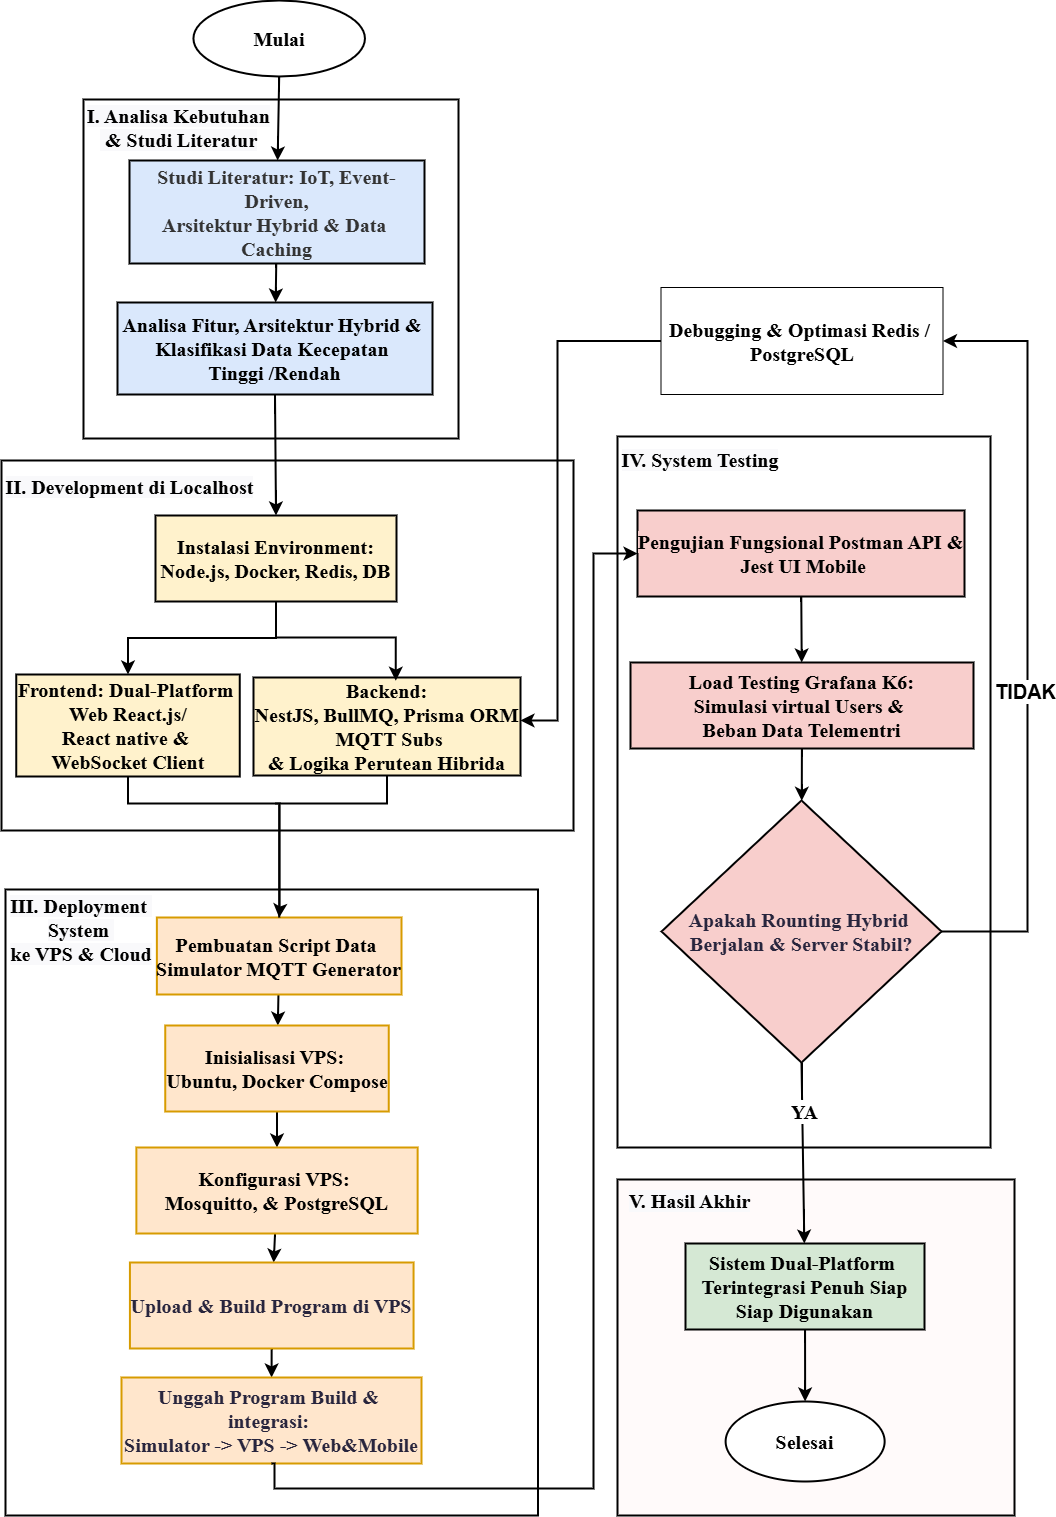 Mulai
I. Analisa Kebutuhan
& Studi Literatur
Studi Literatur: IoT, Event-
Driven,
Arsitektur Hybrid & Data
Caching
Analisa Fitur, Arsitektur Hybrid &
Klasifikasi Data Kecepatan
Tinggi /Rendah
II. Development di Localhost
Instalasi Environment:
Node.js, Docker, Redis, DB
Frontend: Dual-Platform
Web React.js/
React native &
WebSocket Client
Backend:
NestJS, BullMQ, Prisma ORM
MQTT Subs
& Logika Perutean Hibrida
III. Deployment
System
ke VPS & Cloud
Pembuatan Script Data
Simulator MQTT Generator
Inisialisasi VPS:
Ubuntu, Docker Compose
Konfigurasi VPS:
Mosquitto, & PostgreSQL
Upload & Build Program di VPS
Unggah Program Build &
integrasi:
Simulator -> VPS -> Web&Mobile
Debugging & Optimasi Redis /
PostgreSQL
IV. System Testing
Pengujian Fungsional Postman API &
Jest UI Mobile
Load Testing Grafana K6:
Simulasi virtual Users &
Beban Data Telementri
TIDAK
Apakah Rounting Hybrid
Berjalan & Server Stabil?
YA
V. Hasil Akhir
Sistem Dual-Platform
Terintegrasi Penuh Siap
Siap Digunakan
Selesai